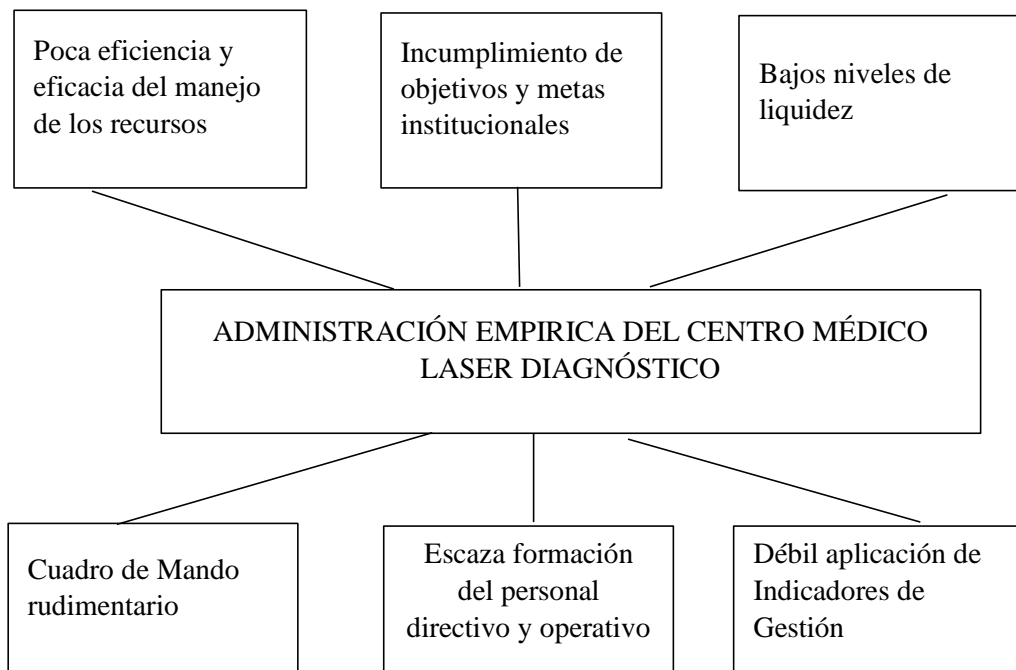 Poca eficiencia y
eficacia del manejo
de los recursos
Incumplimiento de
objetivos y metas
institucionales
Bajos niveles de
liquidez
ADMINISTRACIÓN EMPIRICA DEL CENTRO MÉDICO
LASER DIAGNÓSTICO
Cuadro de Mando
rudimentario
Escaza formación
del personal
directivo y operativo
Débil aplicación de
Indicadores de
Gestión